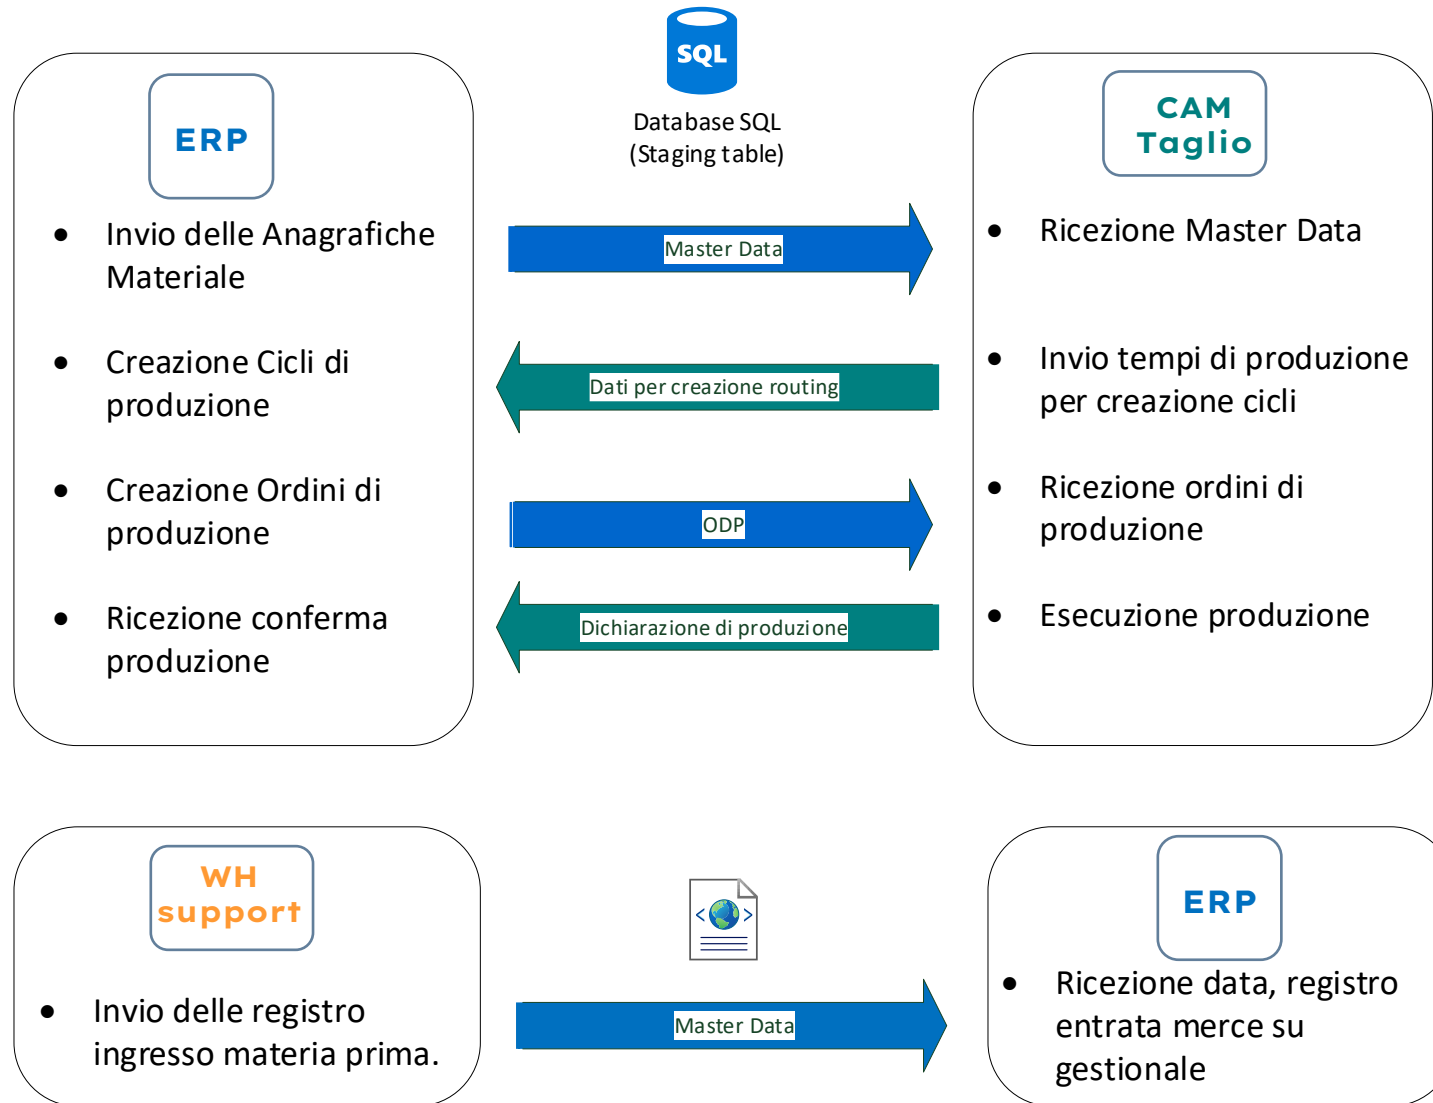 SQL
Database SQL
(Staging table)
ERP
• Invio delle Anagrafiche
Materiale
• Creazione Cicli di
produzione
• Creazione Ordini di
produzione
• Ricezione conferma
produzione
Master Data
Dati per creazione routing
ODP
Dichiarazione di produzione
CAM
Taglio
• Ricezione Master Data
• Invio tempi di produzione
per creazione cicli
• Ricezione ordini di
produzione
• Esecuzione produzione
WH
support
• Invio delle registro
ingresso materia prima.
Master Data
ERP
• Ricezione data, registro
entrata merce su
gestionale